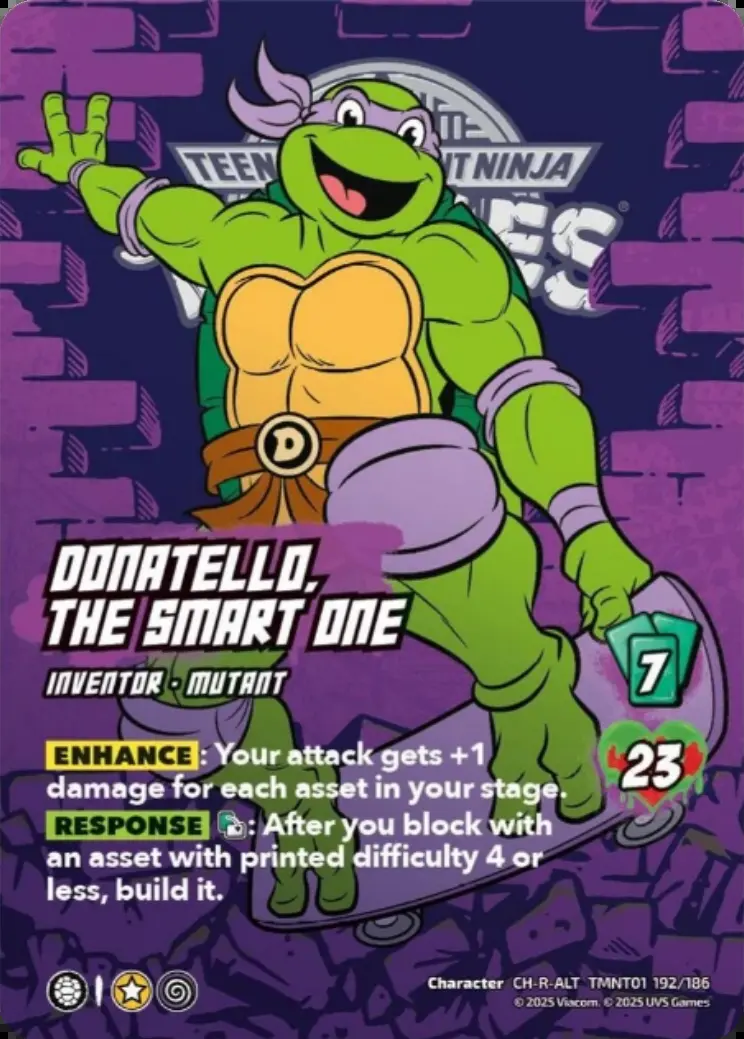 TEEN NT NINJA
ES®
D
DONATELLO,
THE SMART ONE
INVENTOR · MUTANT
7
23
ENHANCE: Your attack gets +1
damage for each asset in your stage.
RESPONSE : After you block with
an asset with printed difficulty 4 or
less, build it.
Character CH-R-ALT TMNT01 192/186
© 2025 Viacom. © 2025 UVS Games